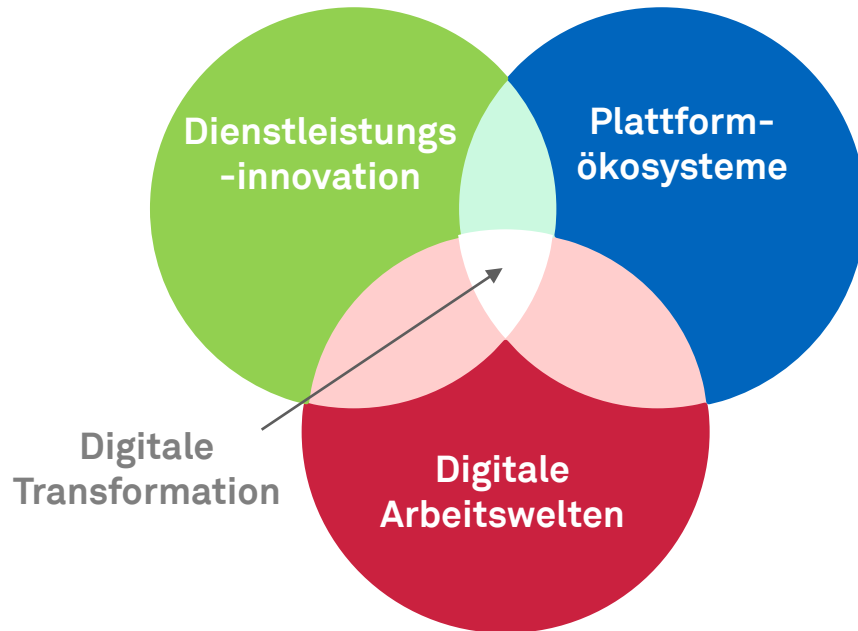 Dienstleistungs
-innovation
Plattform-
ökosysteme
Digitale
Transformation
Digitale
Arbeitswelten